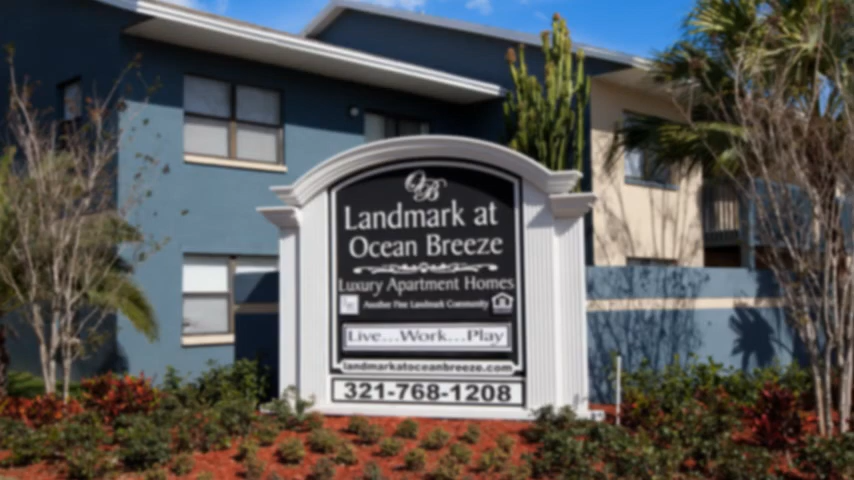 OB
Landmark at
Ocean Breeze
Luxury Apartment Homes
Another Fine Landmark Community
Live...Work...Play
landmarkatoceanbreeze.com
321-768-1208